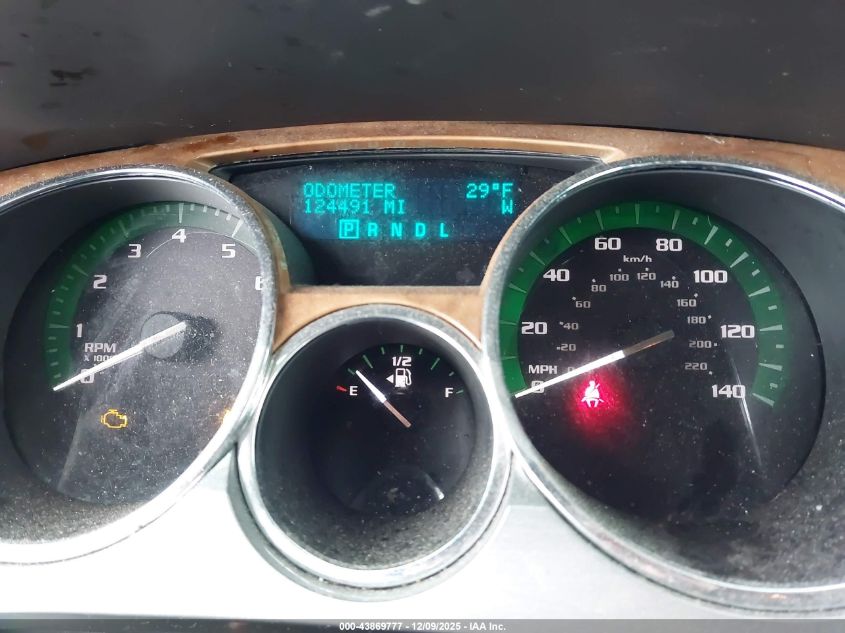 ODOMETER 29°F
124491 MI W
P R N D L
0 1 2 3 4 5 6
RPM
X 1000
E 1/2 F
0 20 40 60 80 100 120 140
km/h
20 40 60 80 100 120 140 160 180 200 220
MPH
000-43869777 - 12/09/2025 - IAA Inc.